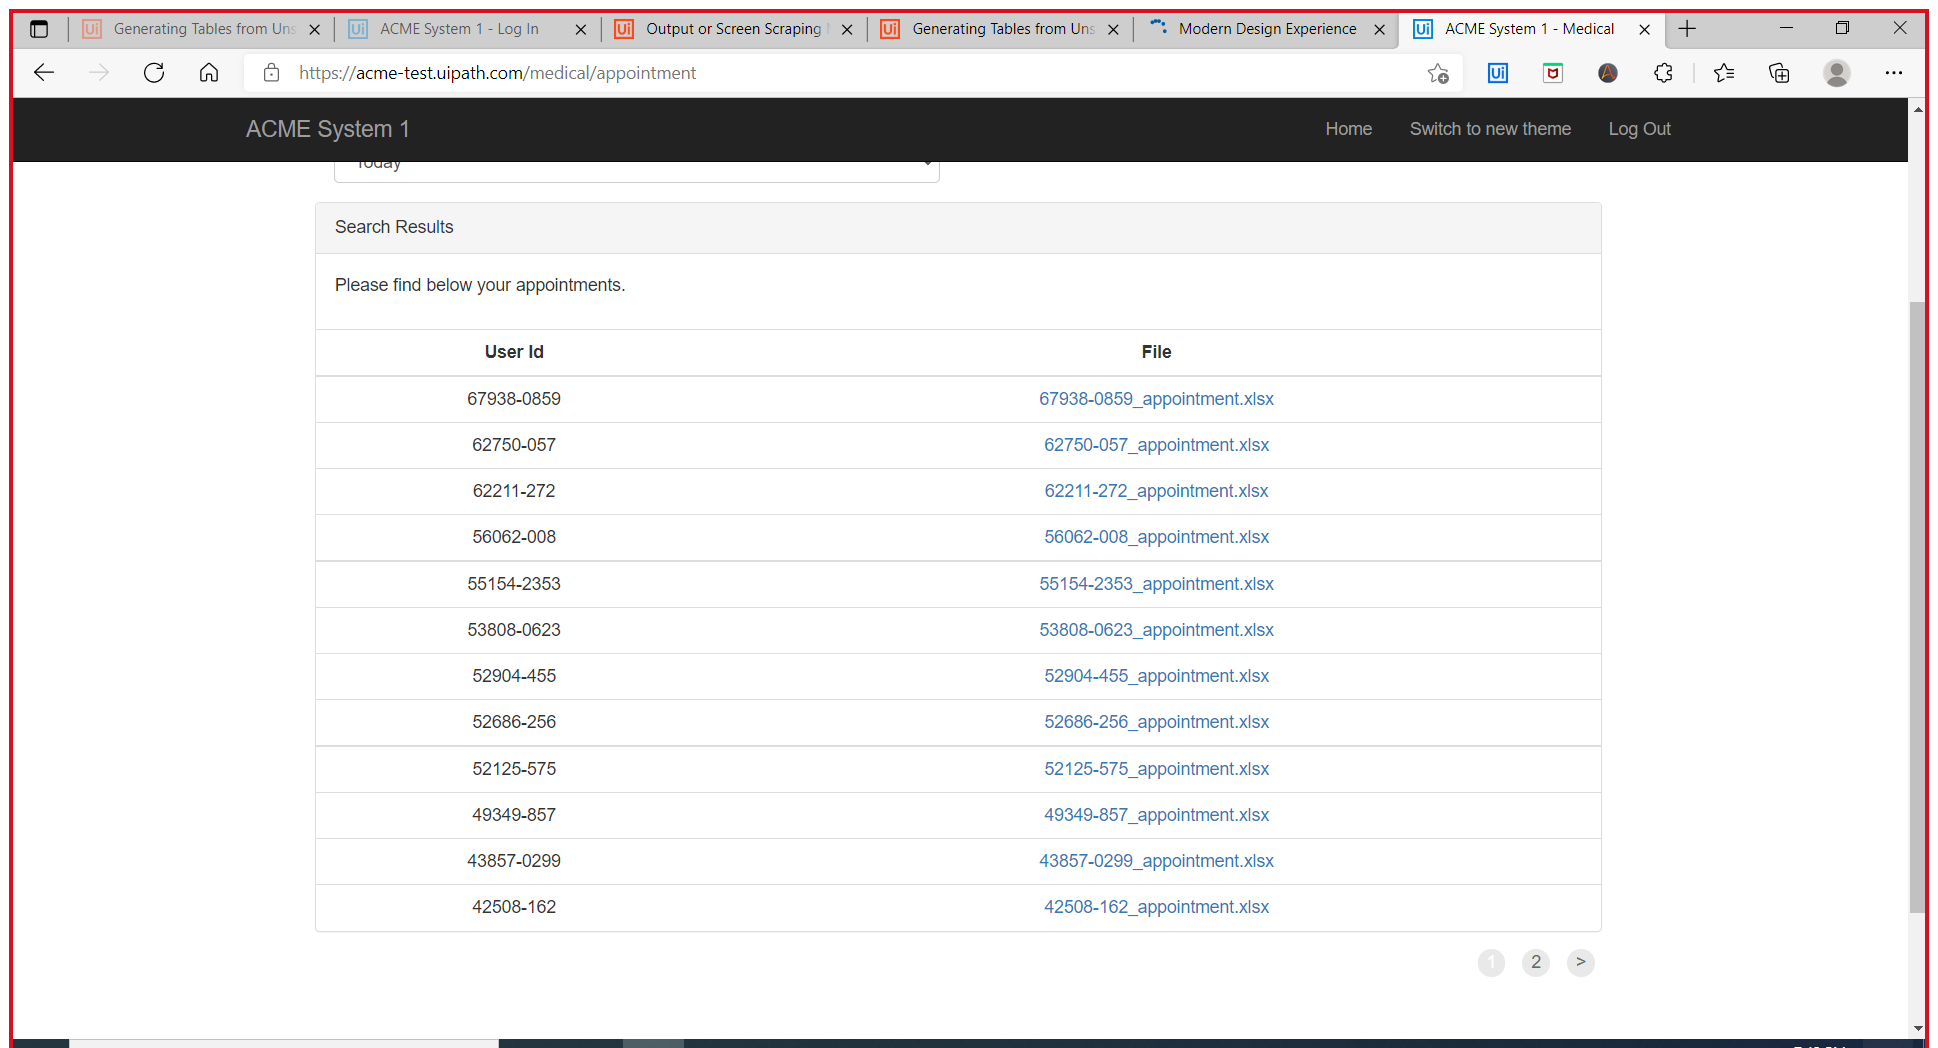 Generating Tables from Uns
ACME System 1 - Log In
Output or Screen Scraping
Generating Tables from Uns
Modern Design Experience
ACME System 1 - Medical
https://acme-test.uipath.com/medical/appointment
ACME System 1
Home
Switch to new theme
Log Out
Today
Search Results
Please find below your appointments.
User Id File
67938-0859 67938-0859_appointment.xlsx
62750-057 62750-057_appointment.xlsx
62211-272 62211-272_appointment.xlsx
56062-008 56062-008_appointment.xlsx
55154-2353 55154-2353_appointment.xlsx
53808-0623 53808-0623_appointment.xlsx
52904-455 52904-455_appointment.xlsx
52686-256 52686-256_appointment.xlsx
52125-575 52125-575_appointment.xlsx
49349-857 49349-857_appointment.xlsx
43857-0299 43857-0299_appointment.xlsx
42508-162 42508-162_appointment.xlsx
1 2 >